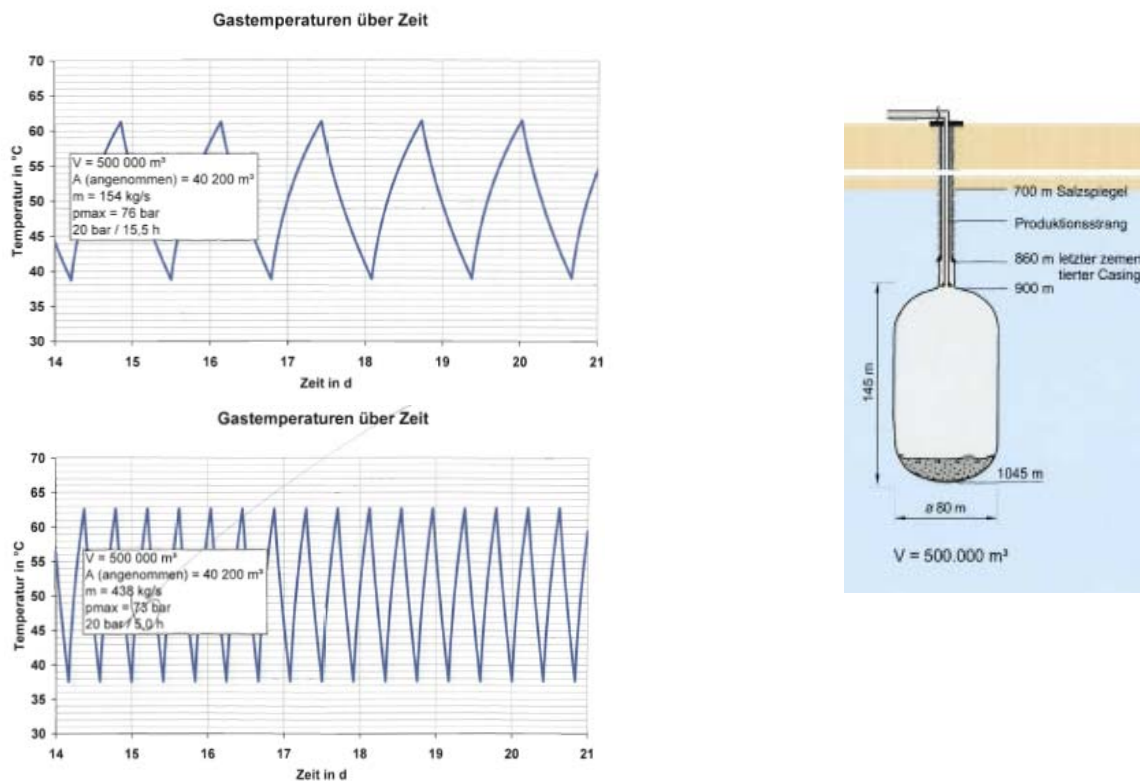 Gastemperaturen über Zeit
Temperatur in °C
70
65
60
55
50
45
40
35
30
V = 500 000 m³
A (angenommen) = 40 200 m³
m = 154 kg/s
pmax = 76 bar
20 bar / 15,5 h
14 15 16 17 18 19 20 21
Zeit in d
Gastemperaturen über Zeit
Temperatur in °C
70
65
60
55
50
45
40
35
30
V = 500 000 m³
A (angenommen) = 40 200 m³
m = 438 kg/s
pmax = 73 bar
20 bar / 5,0 h
14 15 16 17 18 19 20 21
Zeit in d
700 m Salzspiegel
Produktionsstrang
860 m letzter zemen
tierter Casing
900 m
145 m
1045 m
ø 80 m
V = 500.000 m³